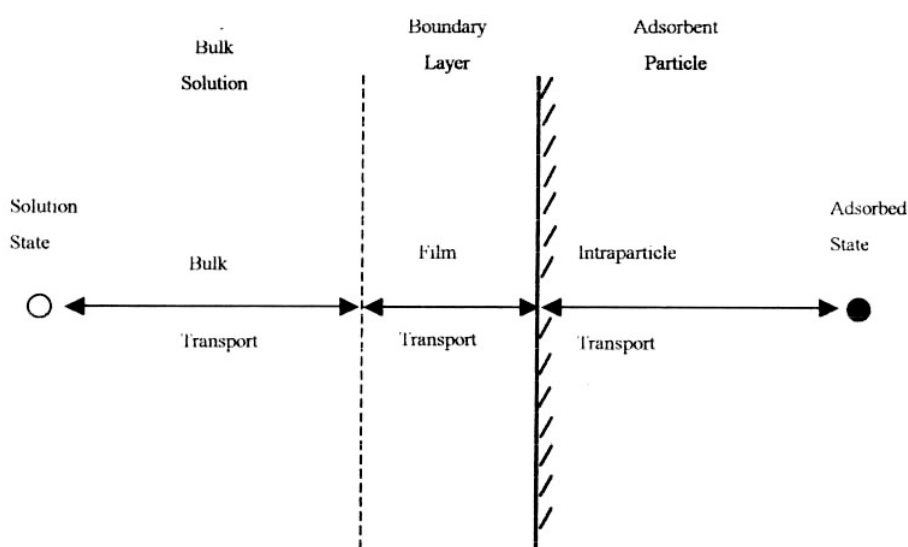 Bulk
Solution
Boundary
Layer
Adsorbent
Particle
Solution
State
Bulk
Transport
Film
Transport
Intraparticle
Transport
Adsorbed
State